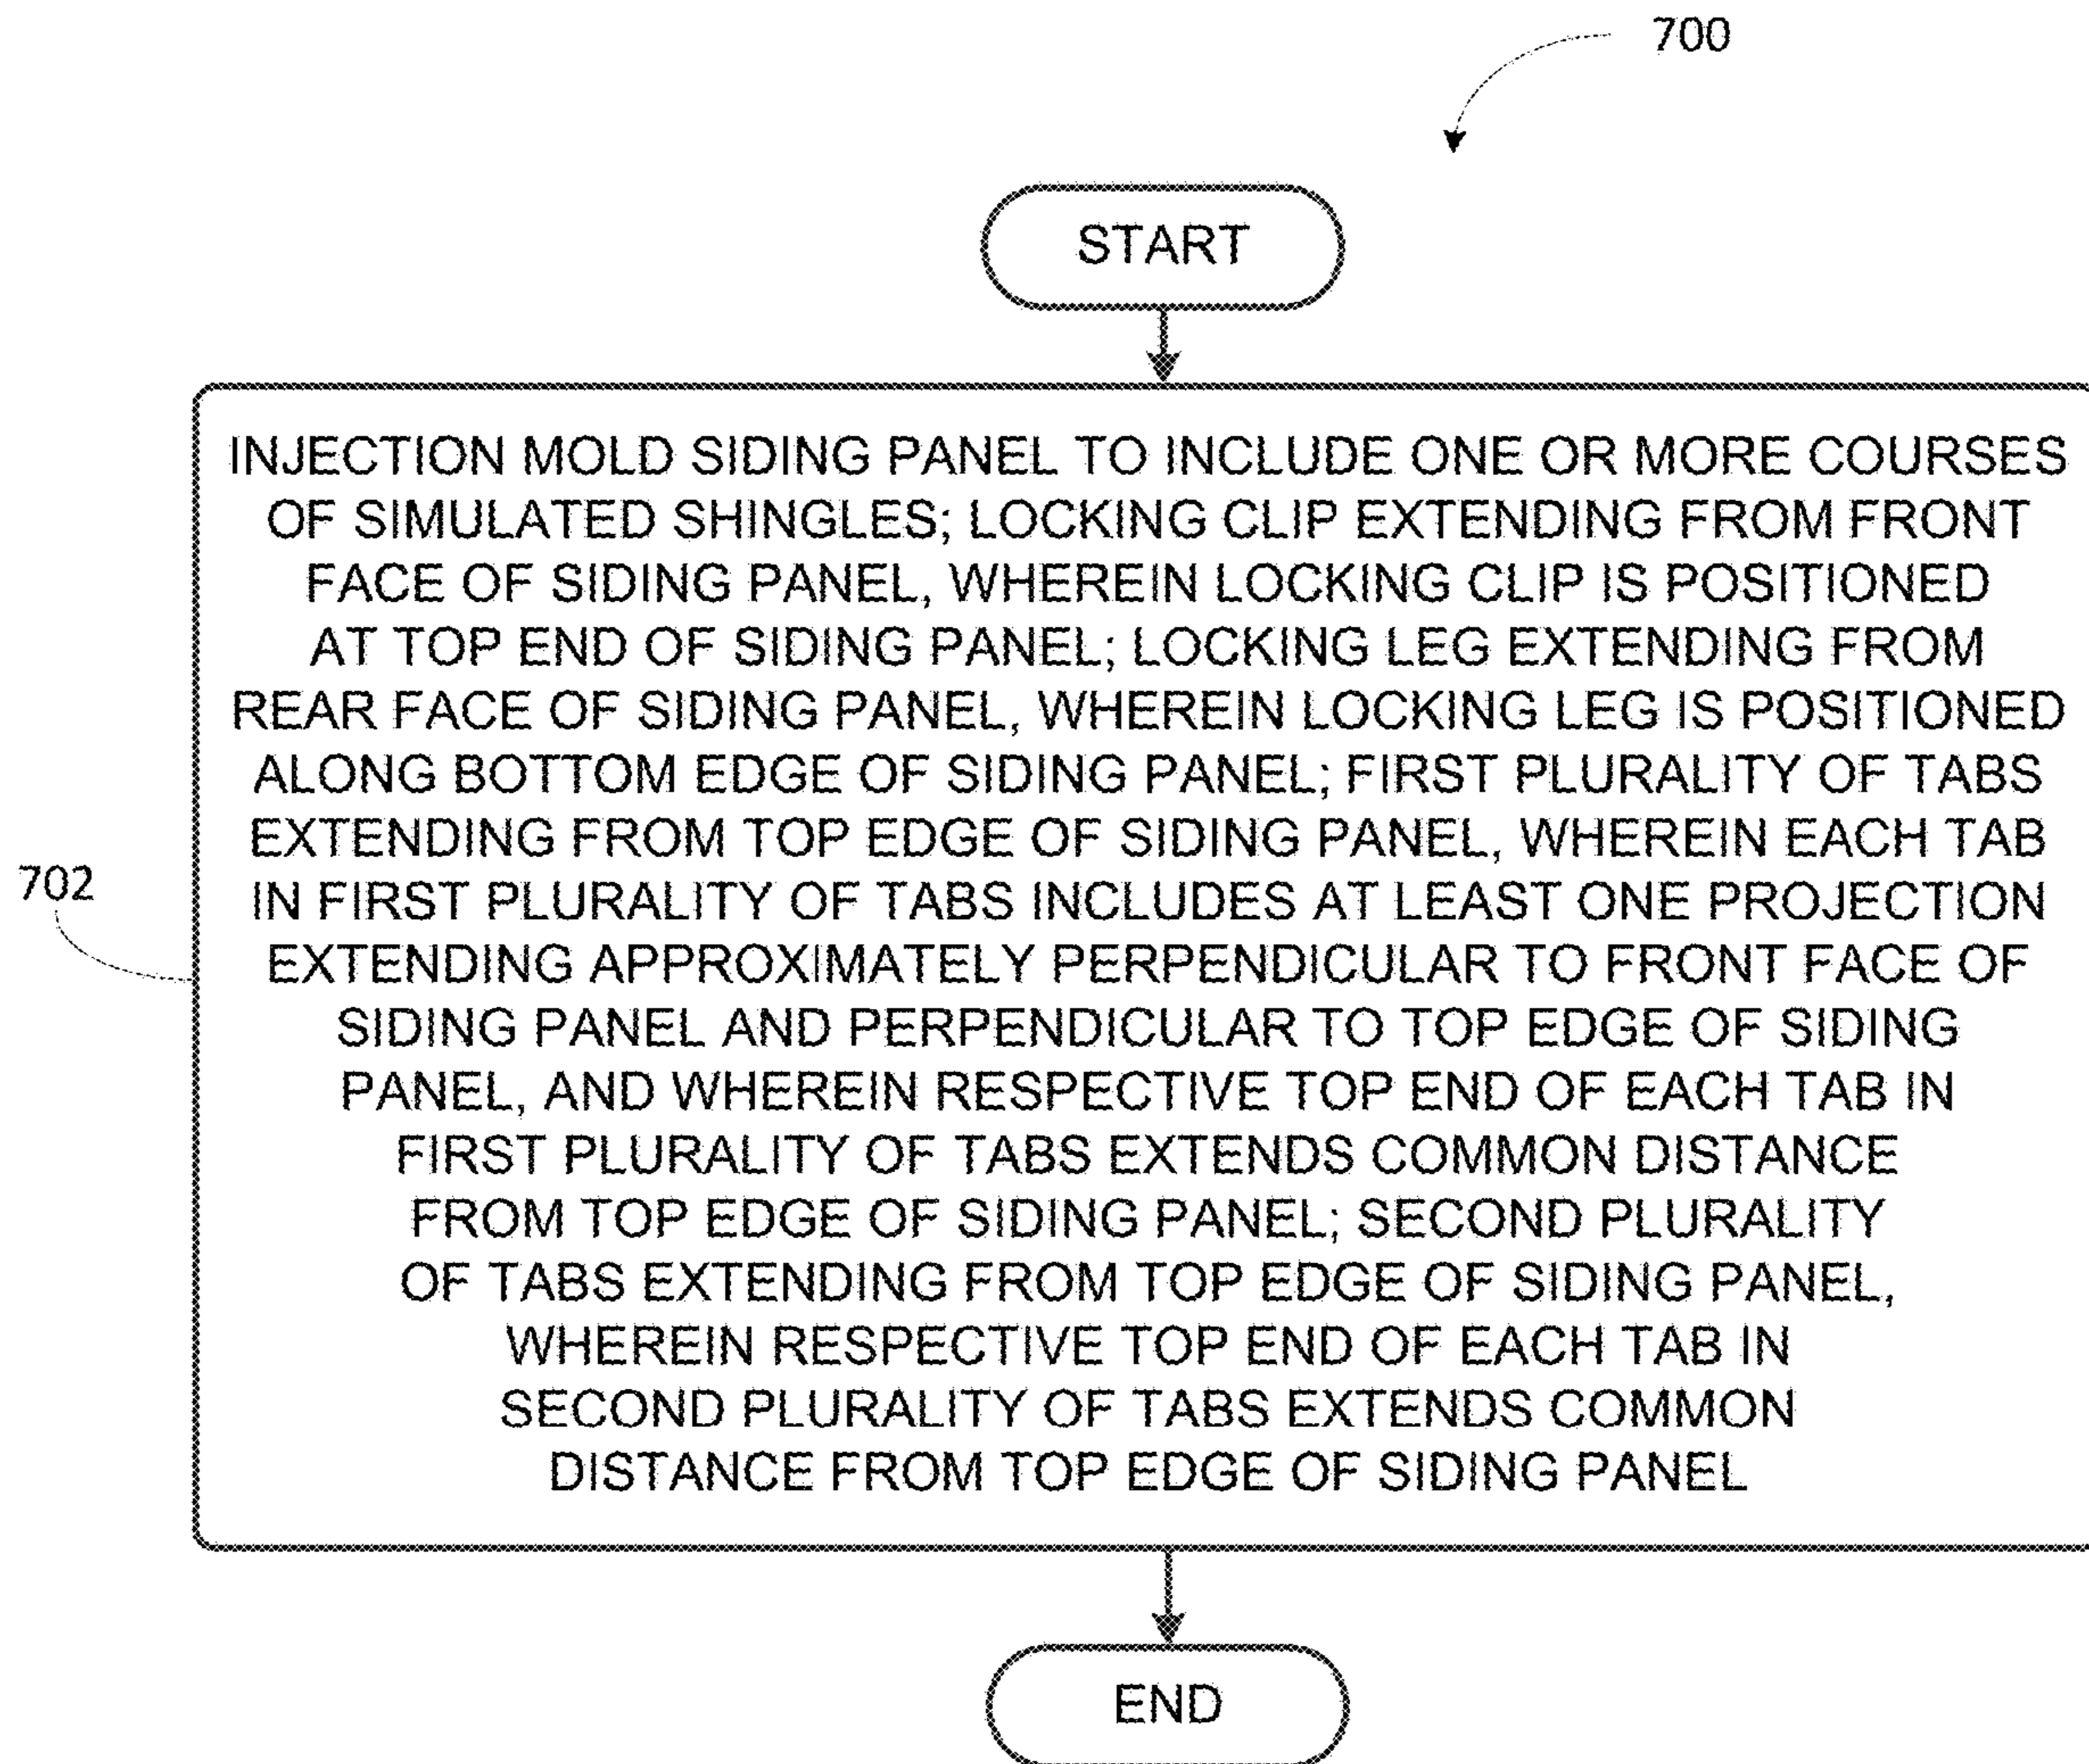 700
START
INJECTION MOLD SIDING PANEL TO INCLUDE ONE OR MORE COURSES
OF SIMULATED SHINGLES; LOCKING CLIP EXTENDING FROM FRONT
FACE OF SIDING PANEL, WHEREIN LOCKING CLIP IS POSITIONED
AT TOP END OF SIDING PANEL; LOCKING LEG EXTENDING FROM
REAR FACE OF SIDING PANEL, WHEREIN LOCKING LEG IS POSITIONED
ALONG BOTTOM EDGE OF SIDING PANEL; FIRST PLURALITY OF TABS
EXTENDING FROM TOP EDGE OF SIDING PANEL, WHEREIN EACH TAB
702
IN FIRST PLURALITY OF TABS INCLUDES AT LEAST ONE PROJECTION
EXTENDING APPROXIMATELY PERPENDICULAR TO FRONT FACE OF
SIDING PANEL AND PERPENDICULAR TO TOP EDGE OF SIDING
PANEL, AND WHEREIN RESPECTIVE TOP END OF EACH TAB IN
FIRST PLURALITY OF TABS EXTENDS COMMON DISTANCE
FROM TOP EDGE OF SIDING PANEL; SECOND PLURALITY
OF TABS EXTENDING FROM TOP EDGE OF SIDING PANEL,
WHEREIN RESPECTIVE TOP END OF EACH TAB IN
SECOND PLURALITY OF TABS EXTENDS COMMON
DISTANCE FROM TOP EDGE OF SIDING PANEL
END